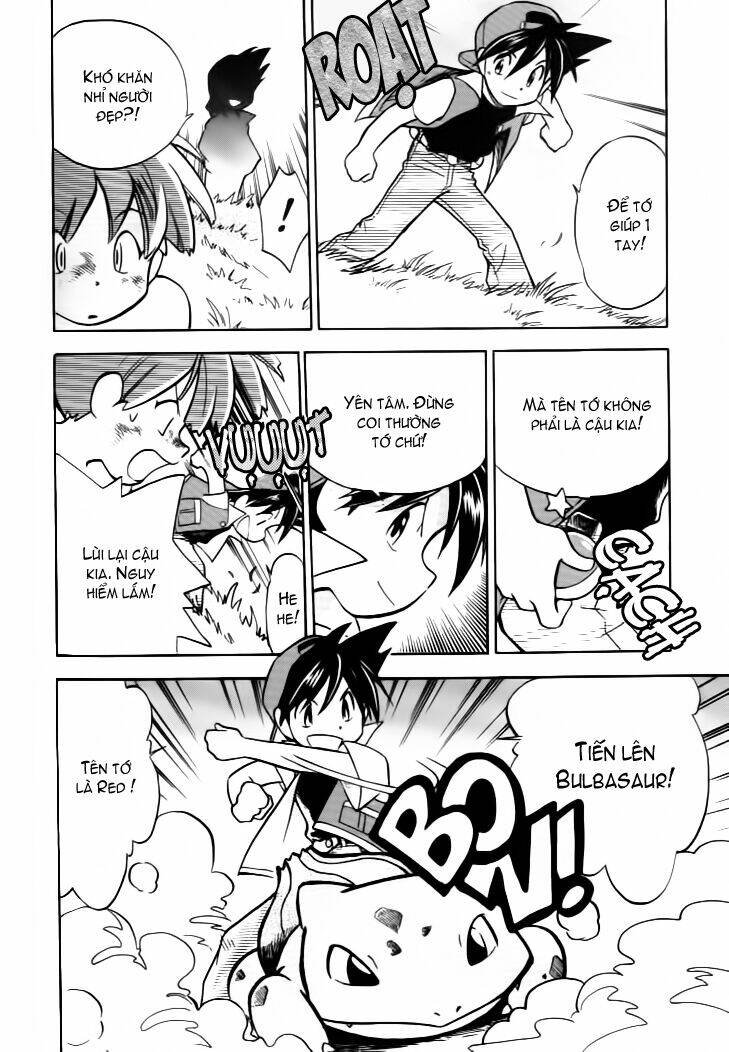 Khó khăn
nhỉ người
đẹp?!
!
ROAT
Để tớ
giúp 1
tay!
Lùi lại cậu
kia. Nguy
hiểm lắm!
VUUUT
He
he!
Yên tâm. Đừng
coi thường
tớ chứ!
Mà tên tớ không
phải là cậu kia!
CẠCH
Tên tớ
là Red!
Tiến lên
Bulbasaur!
BON!